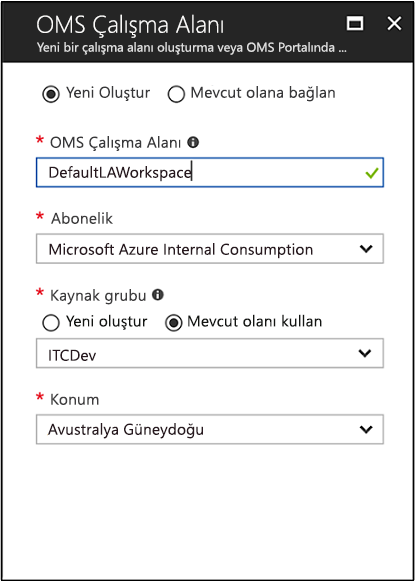 OMS Çalışma Alanı
Yeni bir çalışma alanı oluşturma veya OMS Portalında ...
Yeni Oluştur Mevcut olana bağlan
* OMS Çalışma Alanı
DefaultLAWorkspace
* Abonelik
Microsoft Azure Internal Consumption
* Kaynak grubu
Yeni oluştur Mevcut olanı kullan
ITCDev
* Konum
Avustralya Güneydoğu